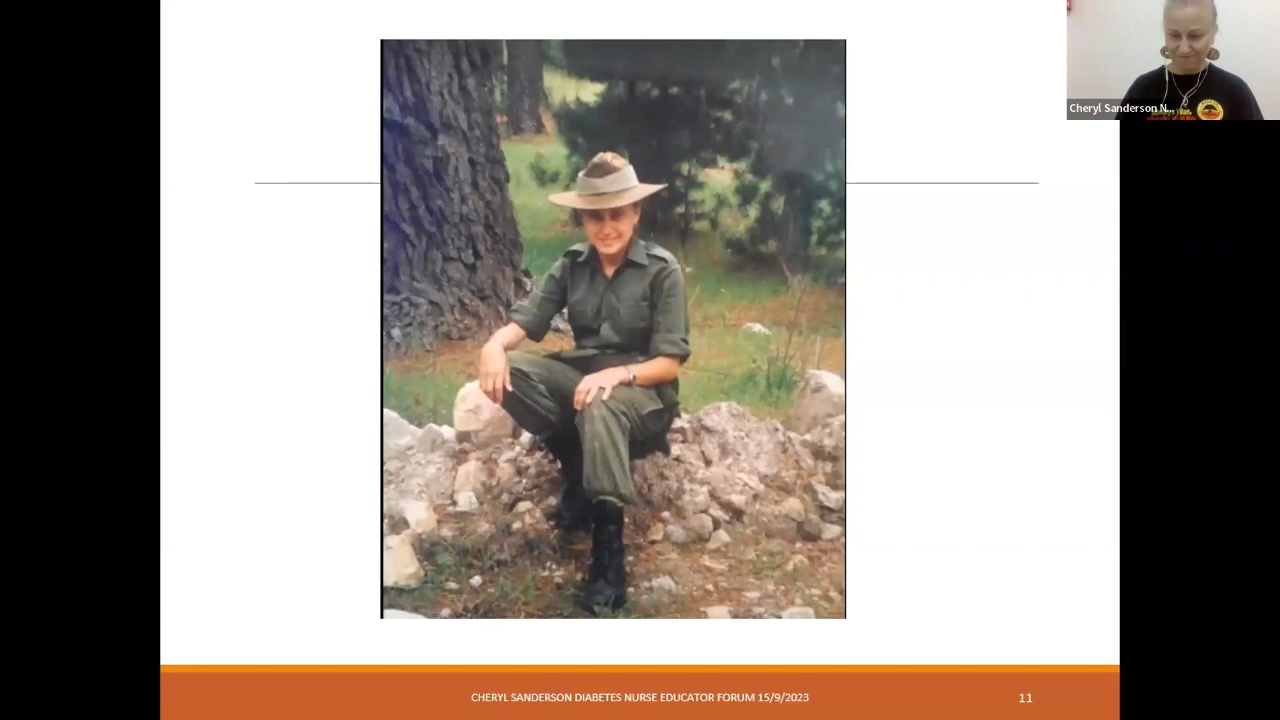 Cheryl Sanderson N...
CHERYL SANDERSON DIABETES NURSE EDUCATOR FORUM 15/9/2023
11